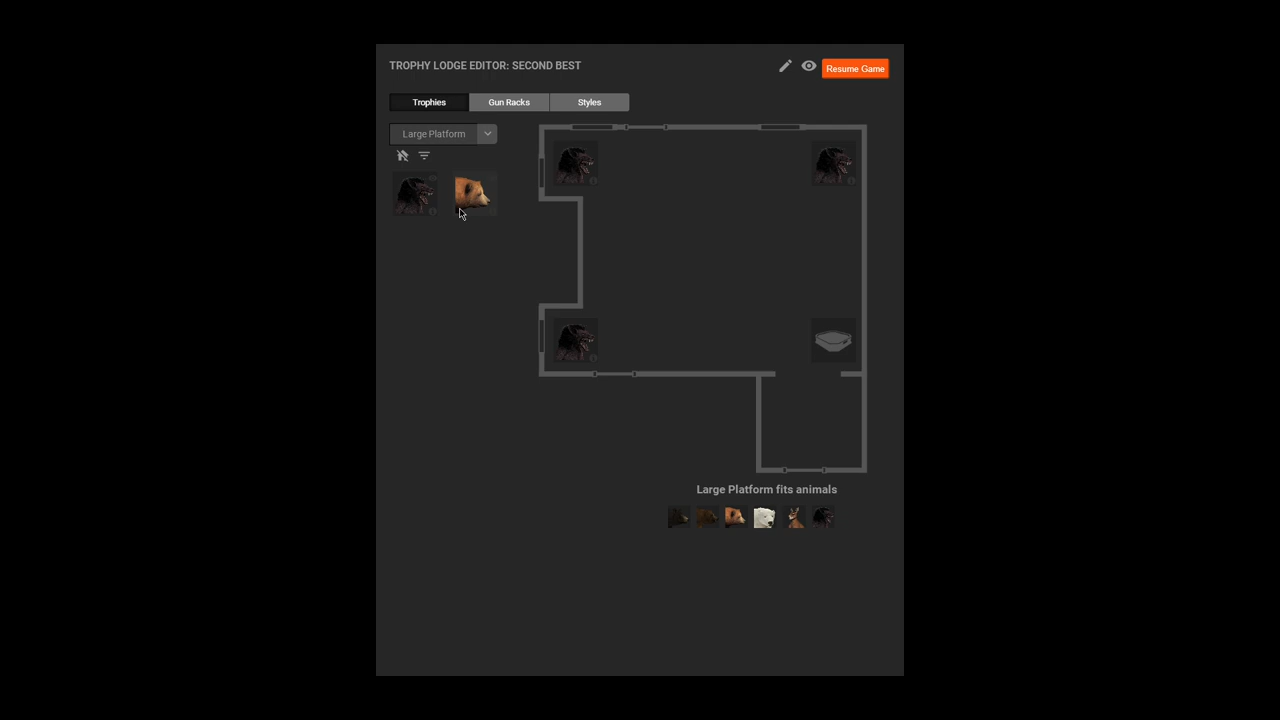 TROPHY LODGE EDITOR: SECOND BEST
Resume Game
Trophies
Gun Racks
Styles
Large Platform
Large Platform fits animals